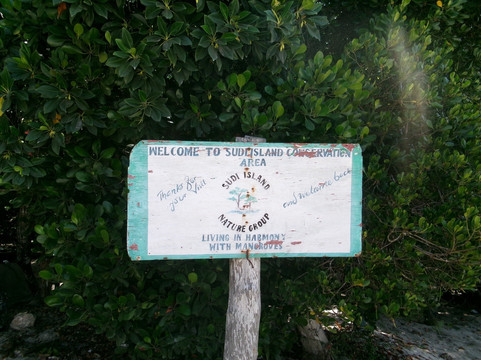 WELCOME TO SUDI ISLAND CONSERVATION
AREA
Thanks for
your visit
SUDI ISLAND
NATURE GROUP
and welcome back
LIVING IN HARMONY
WITH MANGROVES